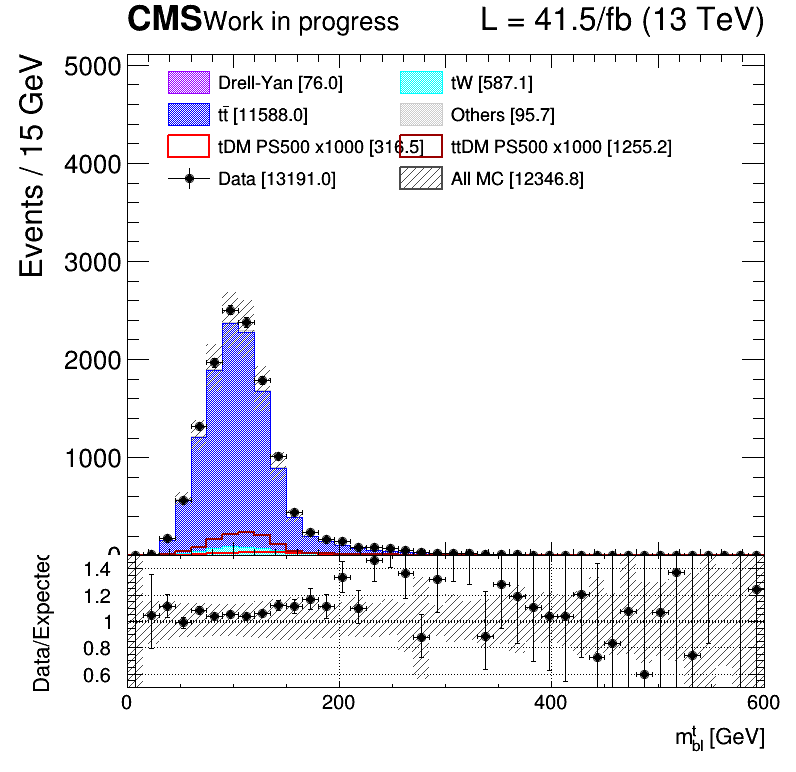 CMS Work in progress L = 41.5/fb (13 TeV)
Events / 15 GeV
5000
4000
3000
2000
1000
0
Drell-Yan [76.0] tW [587.1]
tt̄ [11588.0] Others [95.7]
tDM PS500 x1000 [316.5] ttDM PS500 x1000 [1255.2]
Data [13191.0] All MC [12346.8]
Data/Expected
1.4
1.2
1
0.8
0.6
0 200 400 600
m^t_bl [GeV]